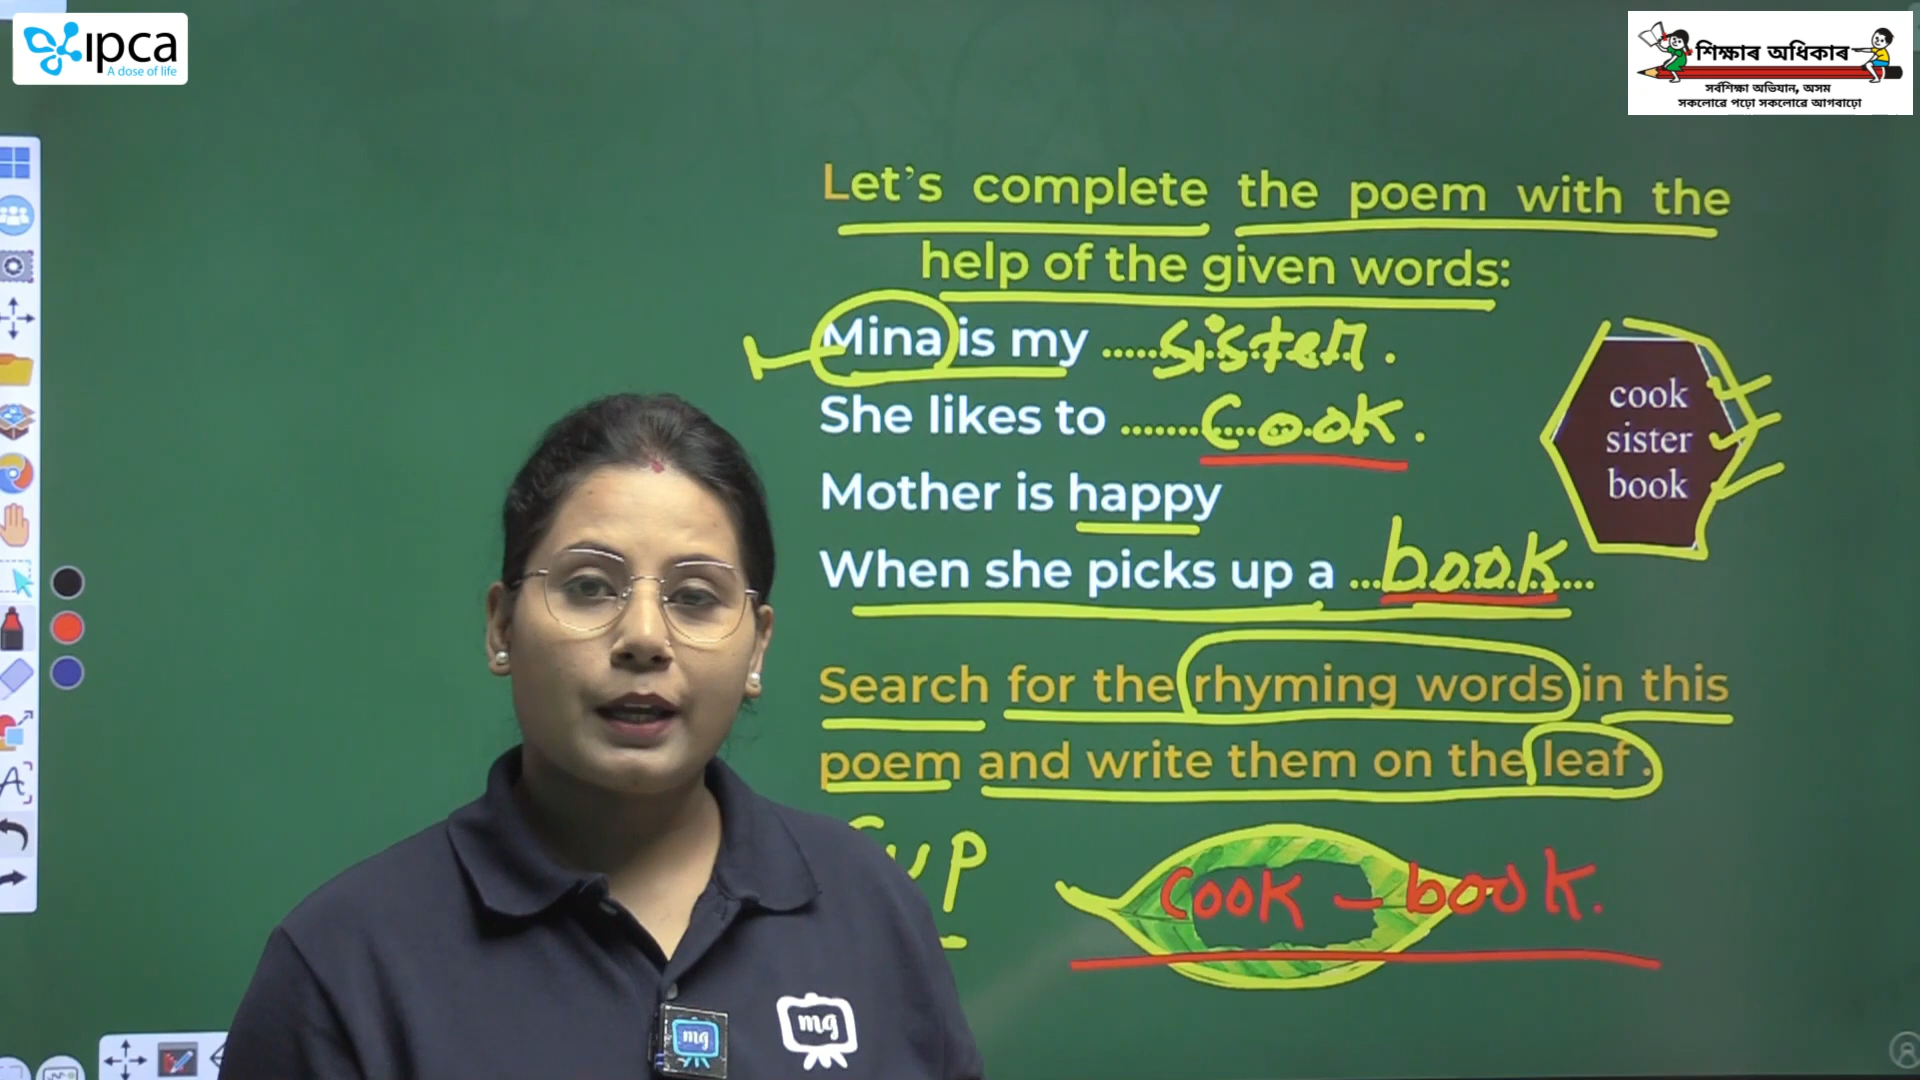 ipca
A dose of life
শিক্ষাৰ অধিকাৰ
সৰ্বশিক্ষা অভিযান, অসম
সকলোৱে পঢ়ো সকলোৱে আগবাঢ়ো
Let's complete the poem with the
help of the given words:
Mina is my ..... sister .
She likes to ....... Cook .
Mother is happy
When she picks up a ... book ...
cook
sister
book
Search for the rhyming words in this
poem and write them on the leaf .
Cook - book.
mg
mg